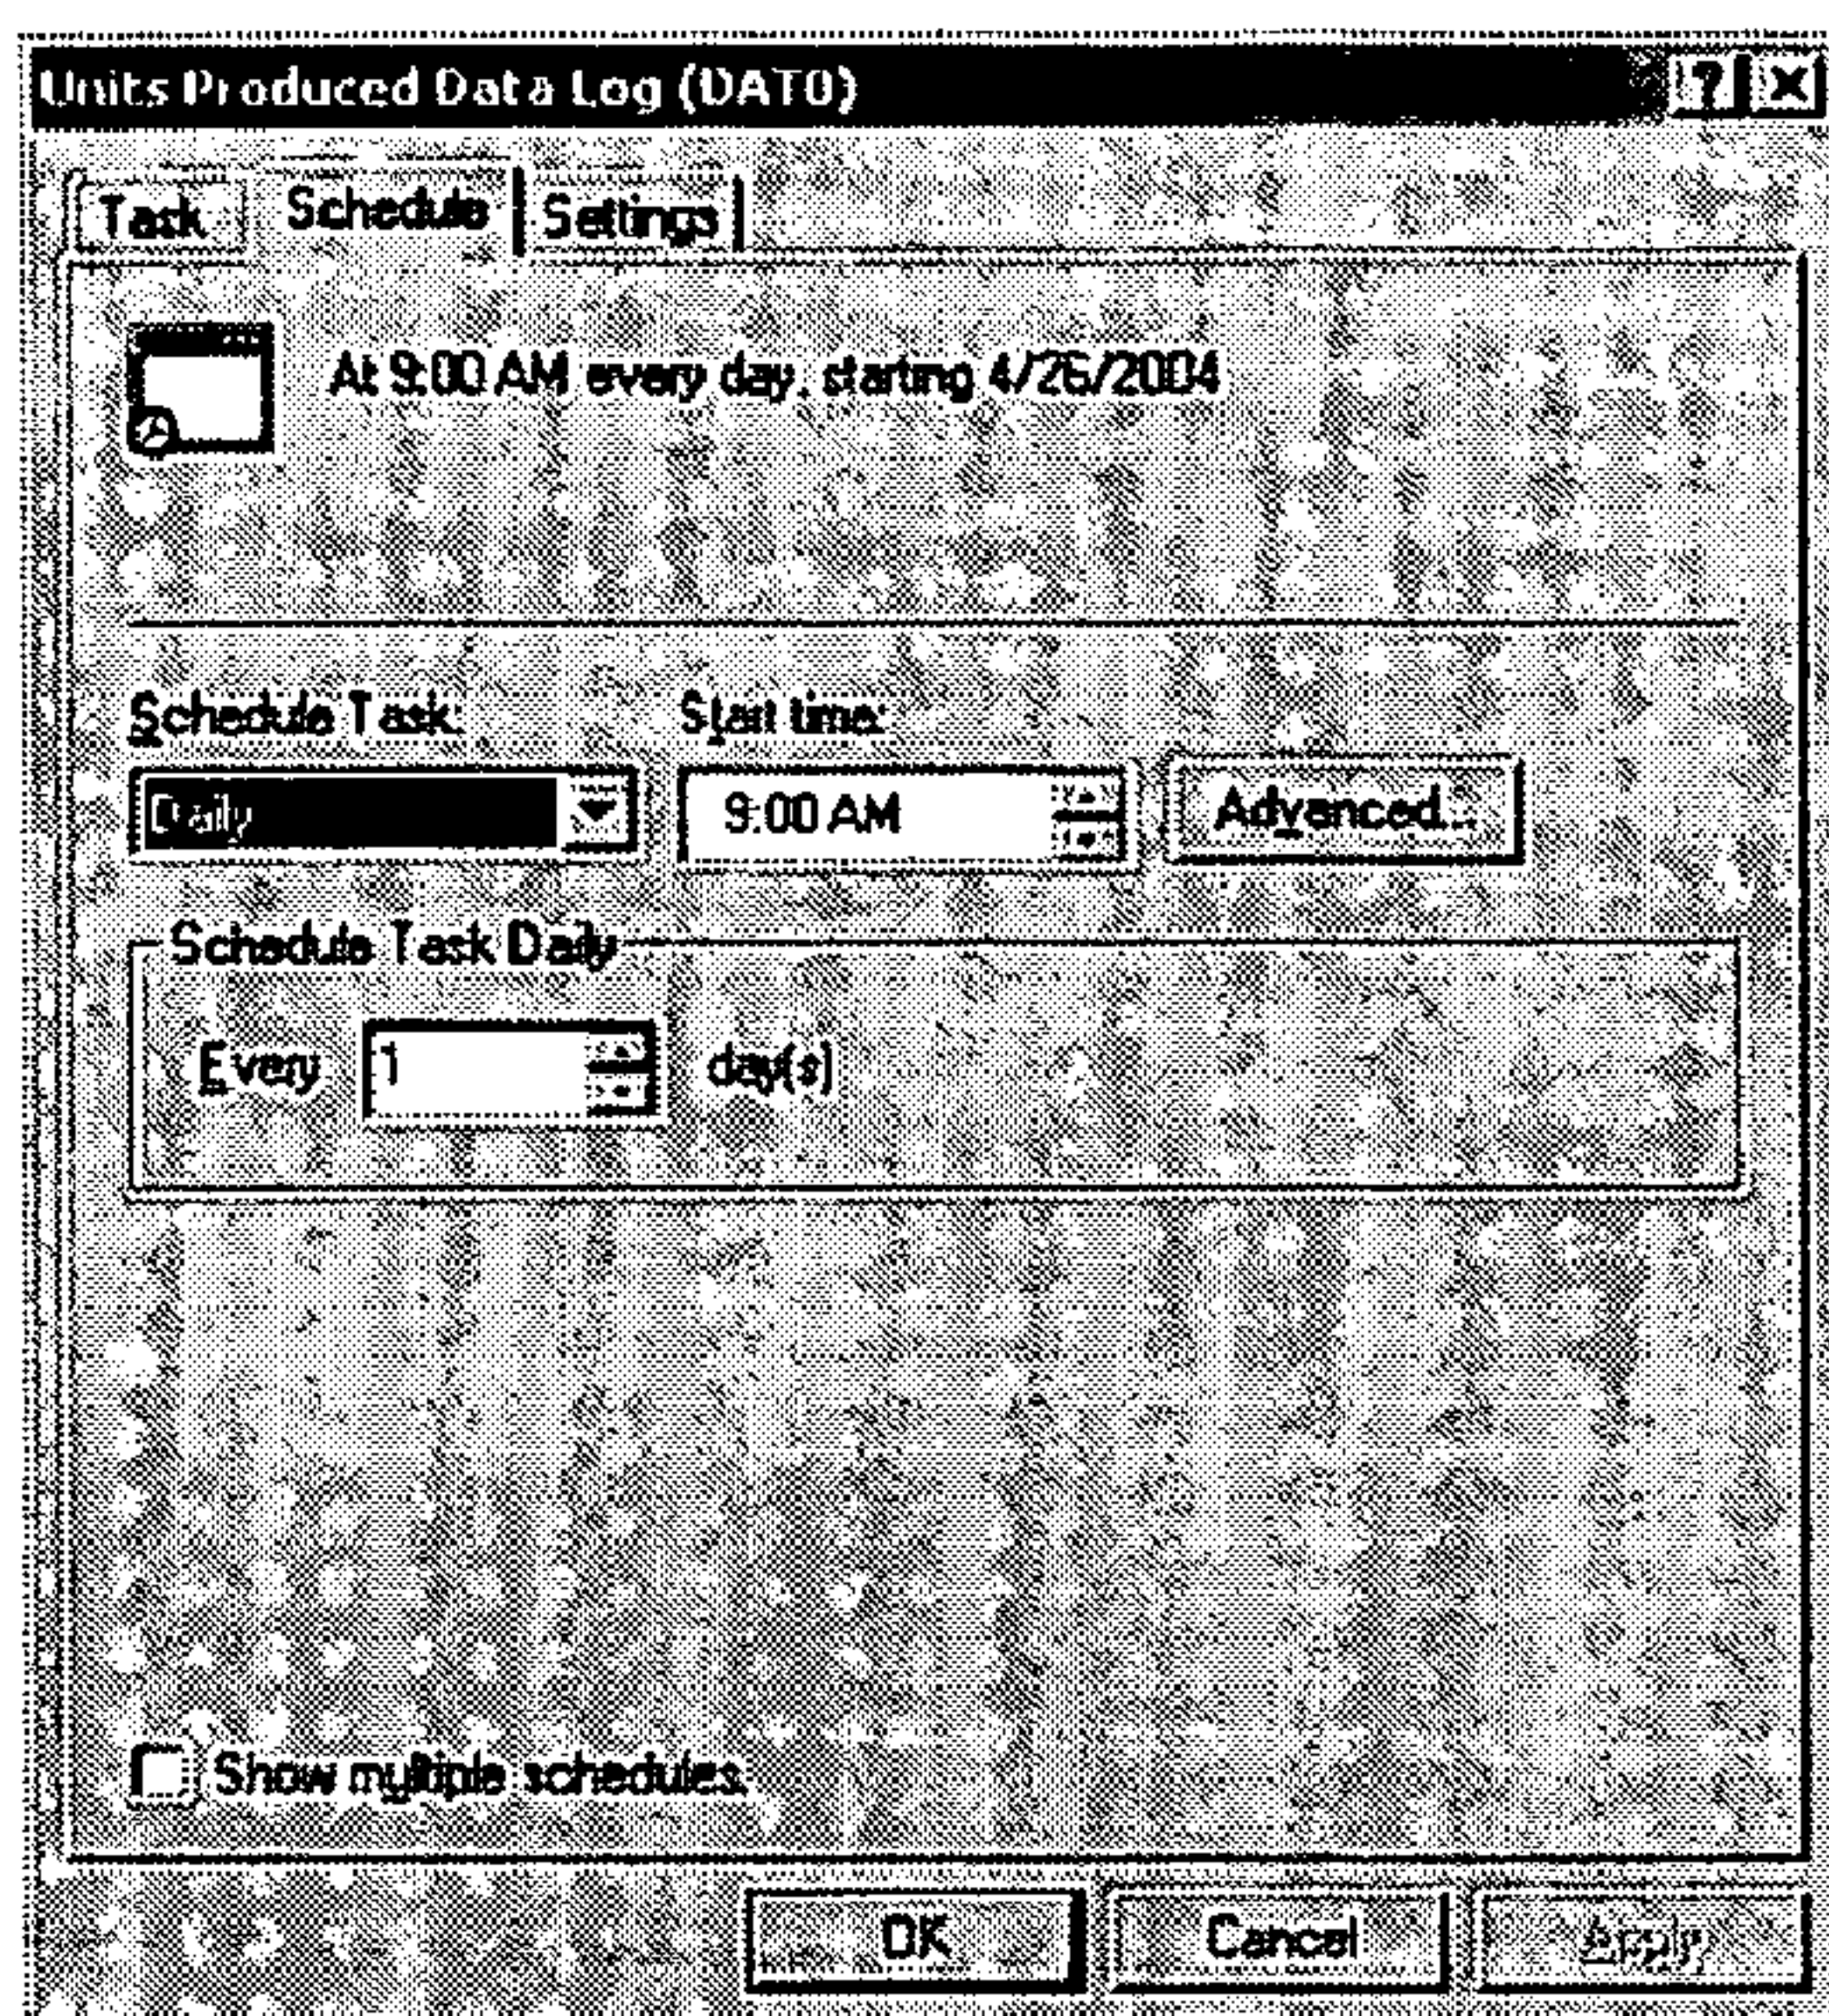 Units Produced Data Log (DAT0)
Task Schedule Settings
At 9:00 AM every day, starting 4/26/2004
Schedule Task: Start time:
Daily 9:00 AM Advanced...
Schedule Task Daily
Every 1 day(s)
Show multiple schedules.
OK Cancel Apply